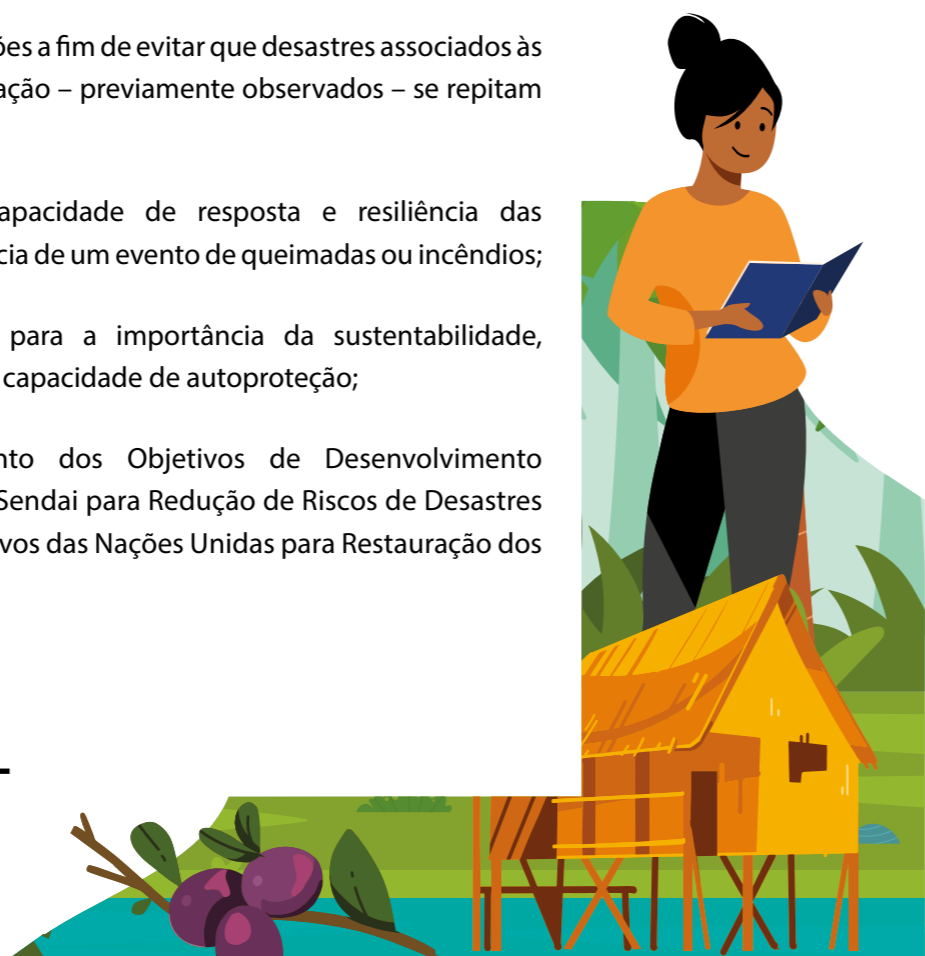 ões a fim de evitar que desastres associados às
ação – previamente observados – se repitam
apacidade de resposta e resiliência das
cia de um evento de queimadas ou incêndios;
para a importância da sustentabilidade,
capacidade de autoproteção;
nto dos Objetivos de Desenvolvimento
Sendai para Redução de Riscos de Desastres
vos das Nações Unidas para Restauração dos